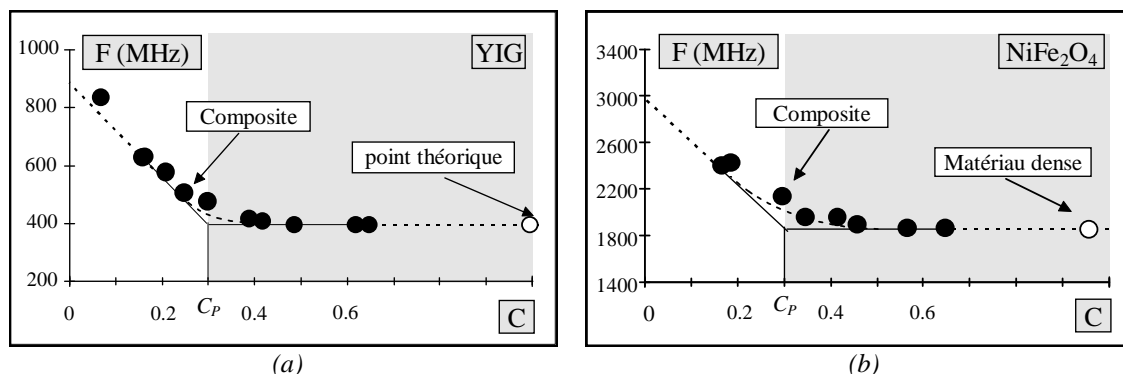 1000
800
600
400
200
F (MHz)
YIG
Composite
point théorique
0
C_P
0.2
0.4
0.6
C
(a)
3400
3000
2600
2200
1800
1400
F (MHz)
NiFe₂O₄
Composite
Matériau dense
0
0.2
C_P
0.4
0.6
C
(b)